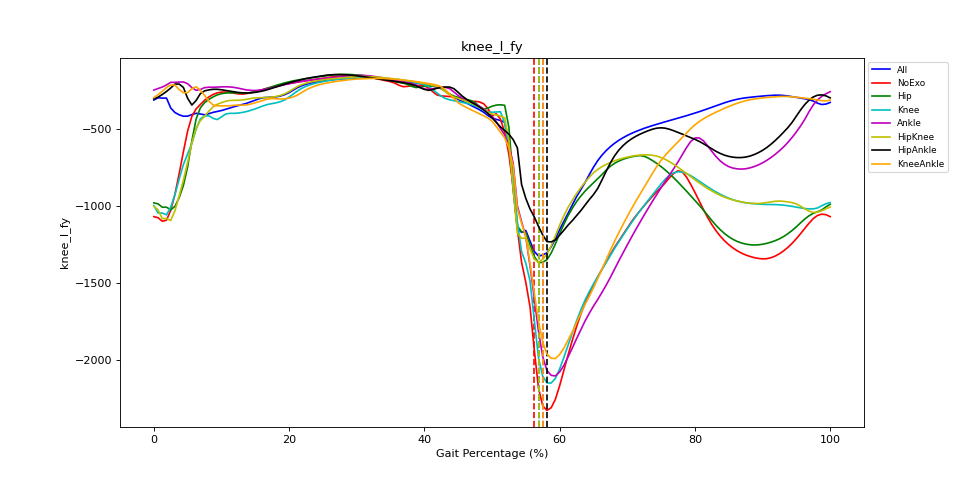 knee_l_fy
knee_l_fy
−500
−1000
−1500
−2000
0
20
40
60
80
100
Gait Percentage (%)
All
NoExo
Hip
Knee
Ankle
HipKnee
HipAnkle
KneeAnkle